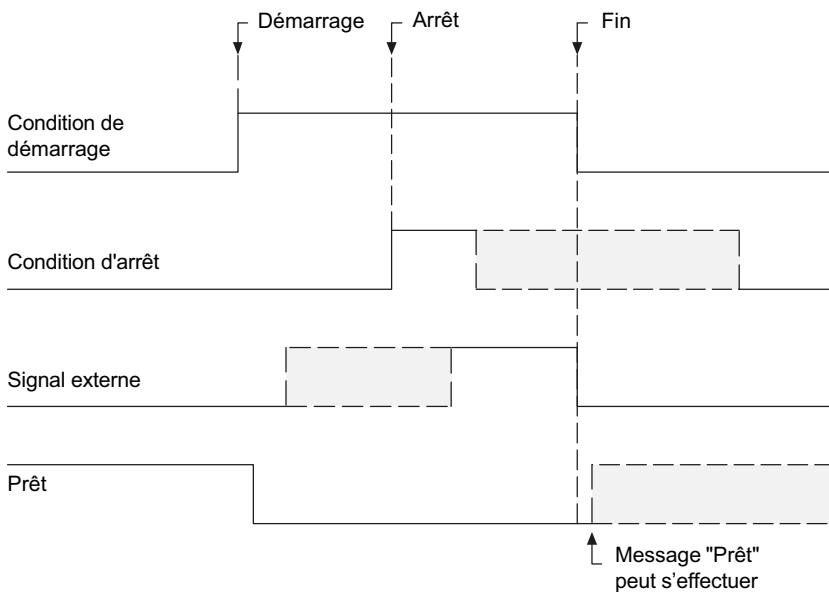 Démarrage
Arrêt
Fin
Condition de
démarrage
Condition d'arrêt
Signal externe
Prêt
Message "Prêt"
peut s’effectuer